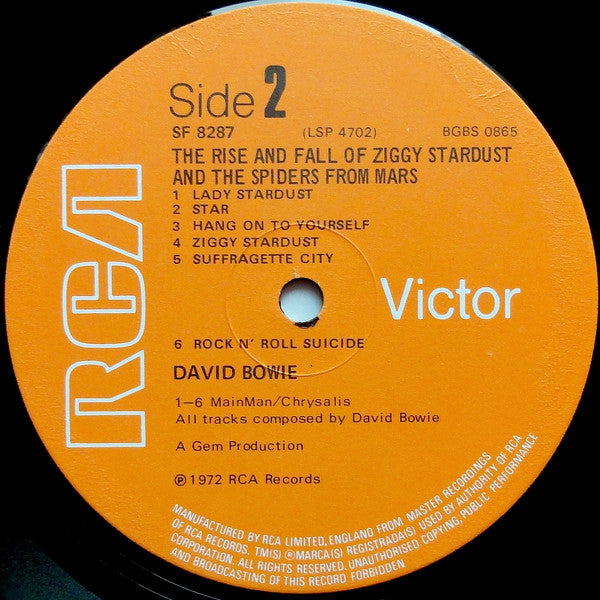 Side 2
SF 8287 (LSP 4702) BGBS 0865
THE RISE AND FALL OF ZIGGY STARDUST
AND THE SPIDERS FROM MARS
1 LADY STARDUST
2 STAR
3 HANG ON TO YOURSELF
4 ZIGGY STARDUST
5 SUFFRAGETTE CITY
RCA
Victor
6 ROCK N' ROLL SUICIDE
DAVID BOWIE
1–6 MainMan/Chrysalis
All tracks composed by David Bowie
A Gem Production
℗ 1972 RCA Records
MANUFACTURED BY RCA LIMITED, ENGLAND FROM MASTER RECORDINGS
OF RCA RECORDS. TM(S) ® MARCA(S) REGISTRADA(S) USED BY AUTHORITY OF RCA
CORPORATION. ALL RIGHTS RESERVED. UNAUTHORISED COPYING, PUBLIC PERFORMANCE
AND BROADCASTING OF THIS RECORD FORBIDDEN